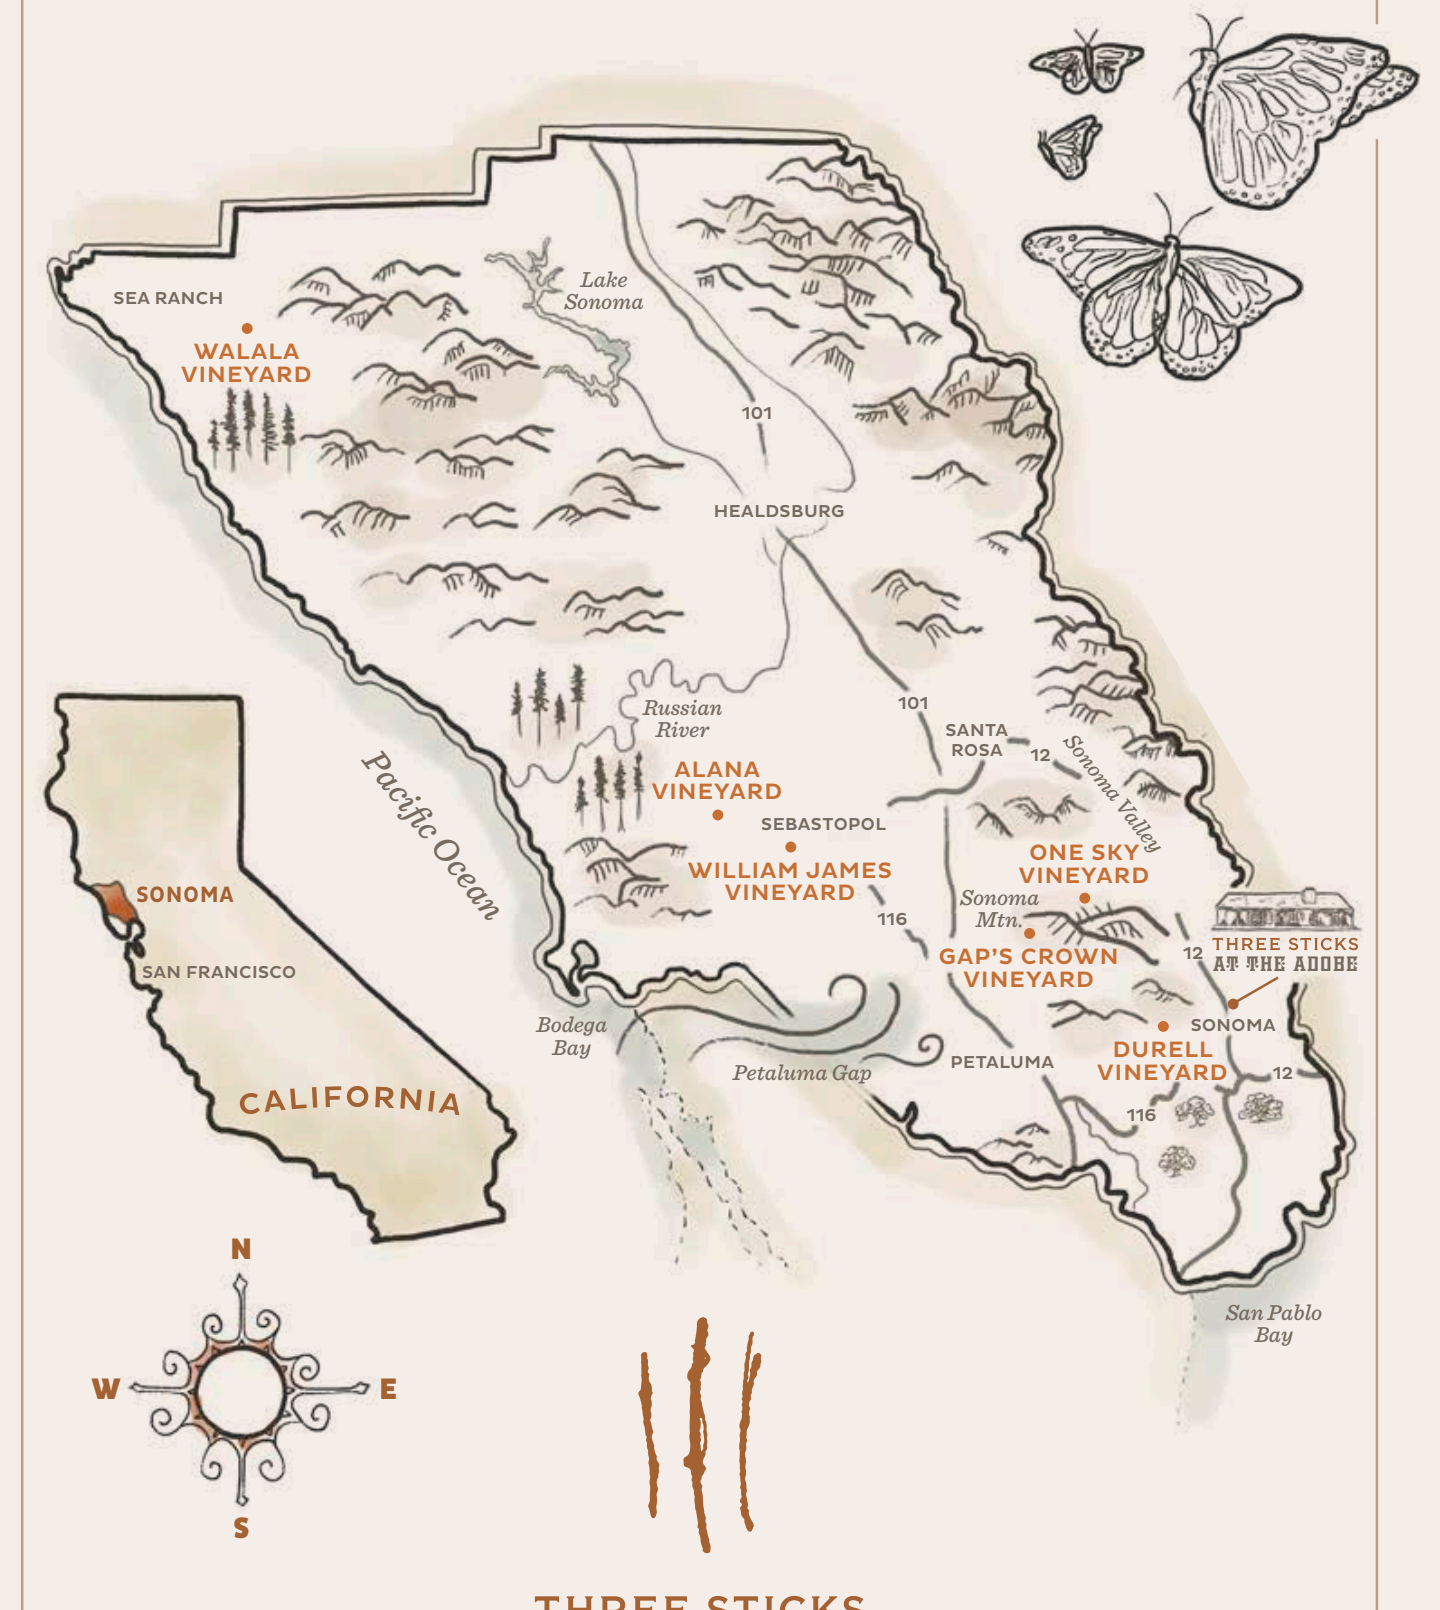 SEA RANCH
WALALA
VINEYARD
Lake
Sonoma
101
HEALDSBURG
Russian
River
101
SANTA
ROSA
12
Sonoma Valley
ALANA
VINEYARD
SEBASTOPOL
WILLIAM JAMES
VINEYARD
116
ONE SKY
VINEYARD
Sonoma
Mtn.
GAP'S CROWN
VINEYARD
12
THREE STICKS
AT THE ADOBE
SONOMA
DURELL
VINEYARD
12
116
PETALUMA
Petaluma Gap
Bodega
Bay
Pacific Ocean
San Pablo
Bay
SONOMA
SAN FRANCISCO
CALIFORNIA
N
W
E
S
THREE STICKS